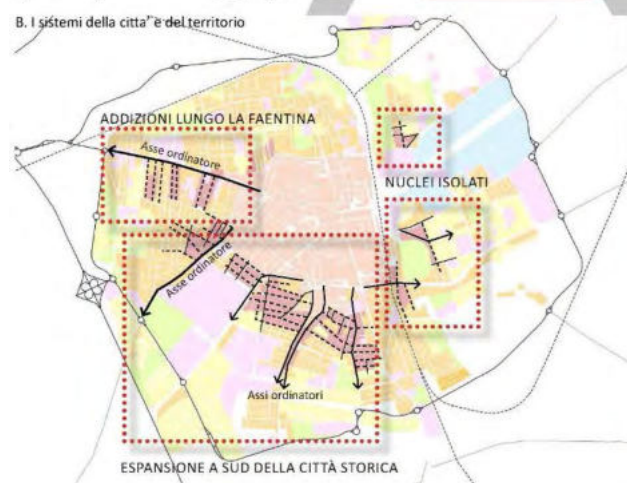 B. I sistemi della citta' e del territorio
ADDIZIONI LUNGO LA FAENTINA
Asse ordinatore
NUCLEI ISOLATI
Asse ordinatore
Assi ordinatori
ESPANSIONE A SUD DELLA CITTÀ STORICA